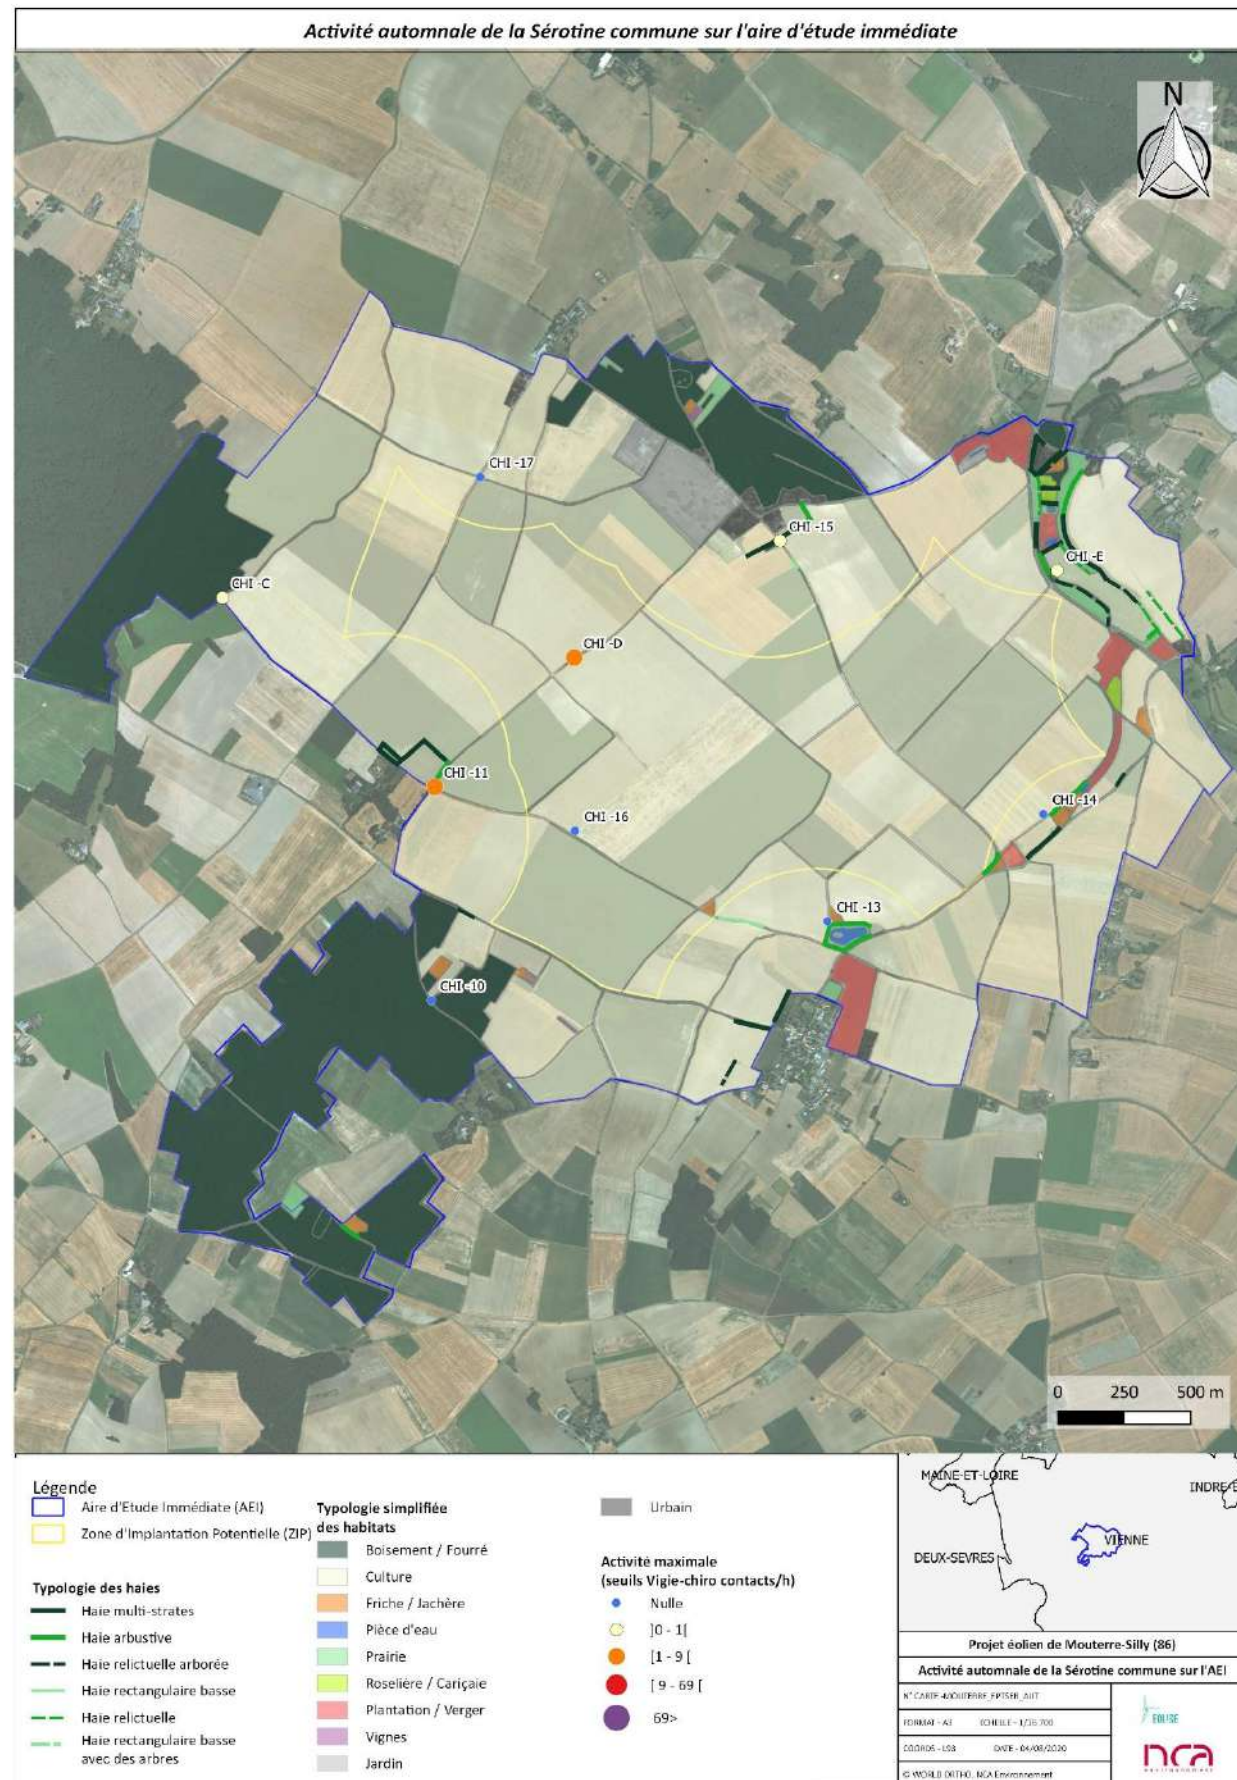 Activité automnale de la Sérotine commune sur l'aire d'étude immédiate
N
CHI -17
CHI -15
CHI -E
CHI -C
CHI -D
CHI -11
CHI -16
CHI -14
CHI -13
CHI -10
0 250 500 m
Légende
Aire d'Etude Immédiate (AEI)
Zone d'Implantation Potentielle (ZIP)
Typologie des haies
Haie multi-strates
Haie arbustive
Haie relictuelle arborée
Haie rectangulaire basse
Haie relictuelle
Haie rectangulaire basse
avec des arbres
Typologie simplifiée
des habitats
Boisement / Fourré
Culture
Friche / Jachère
Pièce d'eau
Prairie
Roselière / Cariçaie
Plantation / Verger
Vignes
Jardin
Urbain
Activité maximale
(seuils Vigie-chiro contacts/h)
Nulle
]0 - 1[
[1 - 9 [
[ 9 - 69 [
69>
MAINE-ET-LOIRE
INDRE-E
VIENNE
DEUX-SEVRES
Projet éolien de Mouterre-Silly (86)
Activité automnale de la Sérotine commune sur l'AEI
N° CARTE -MOUTERRE_EPTSER_AUT
FORMAT - A3
COORDS - L93 DATE - 04/08/2020
© WORLD ORTHO, NCA Environnement
nca
environnement